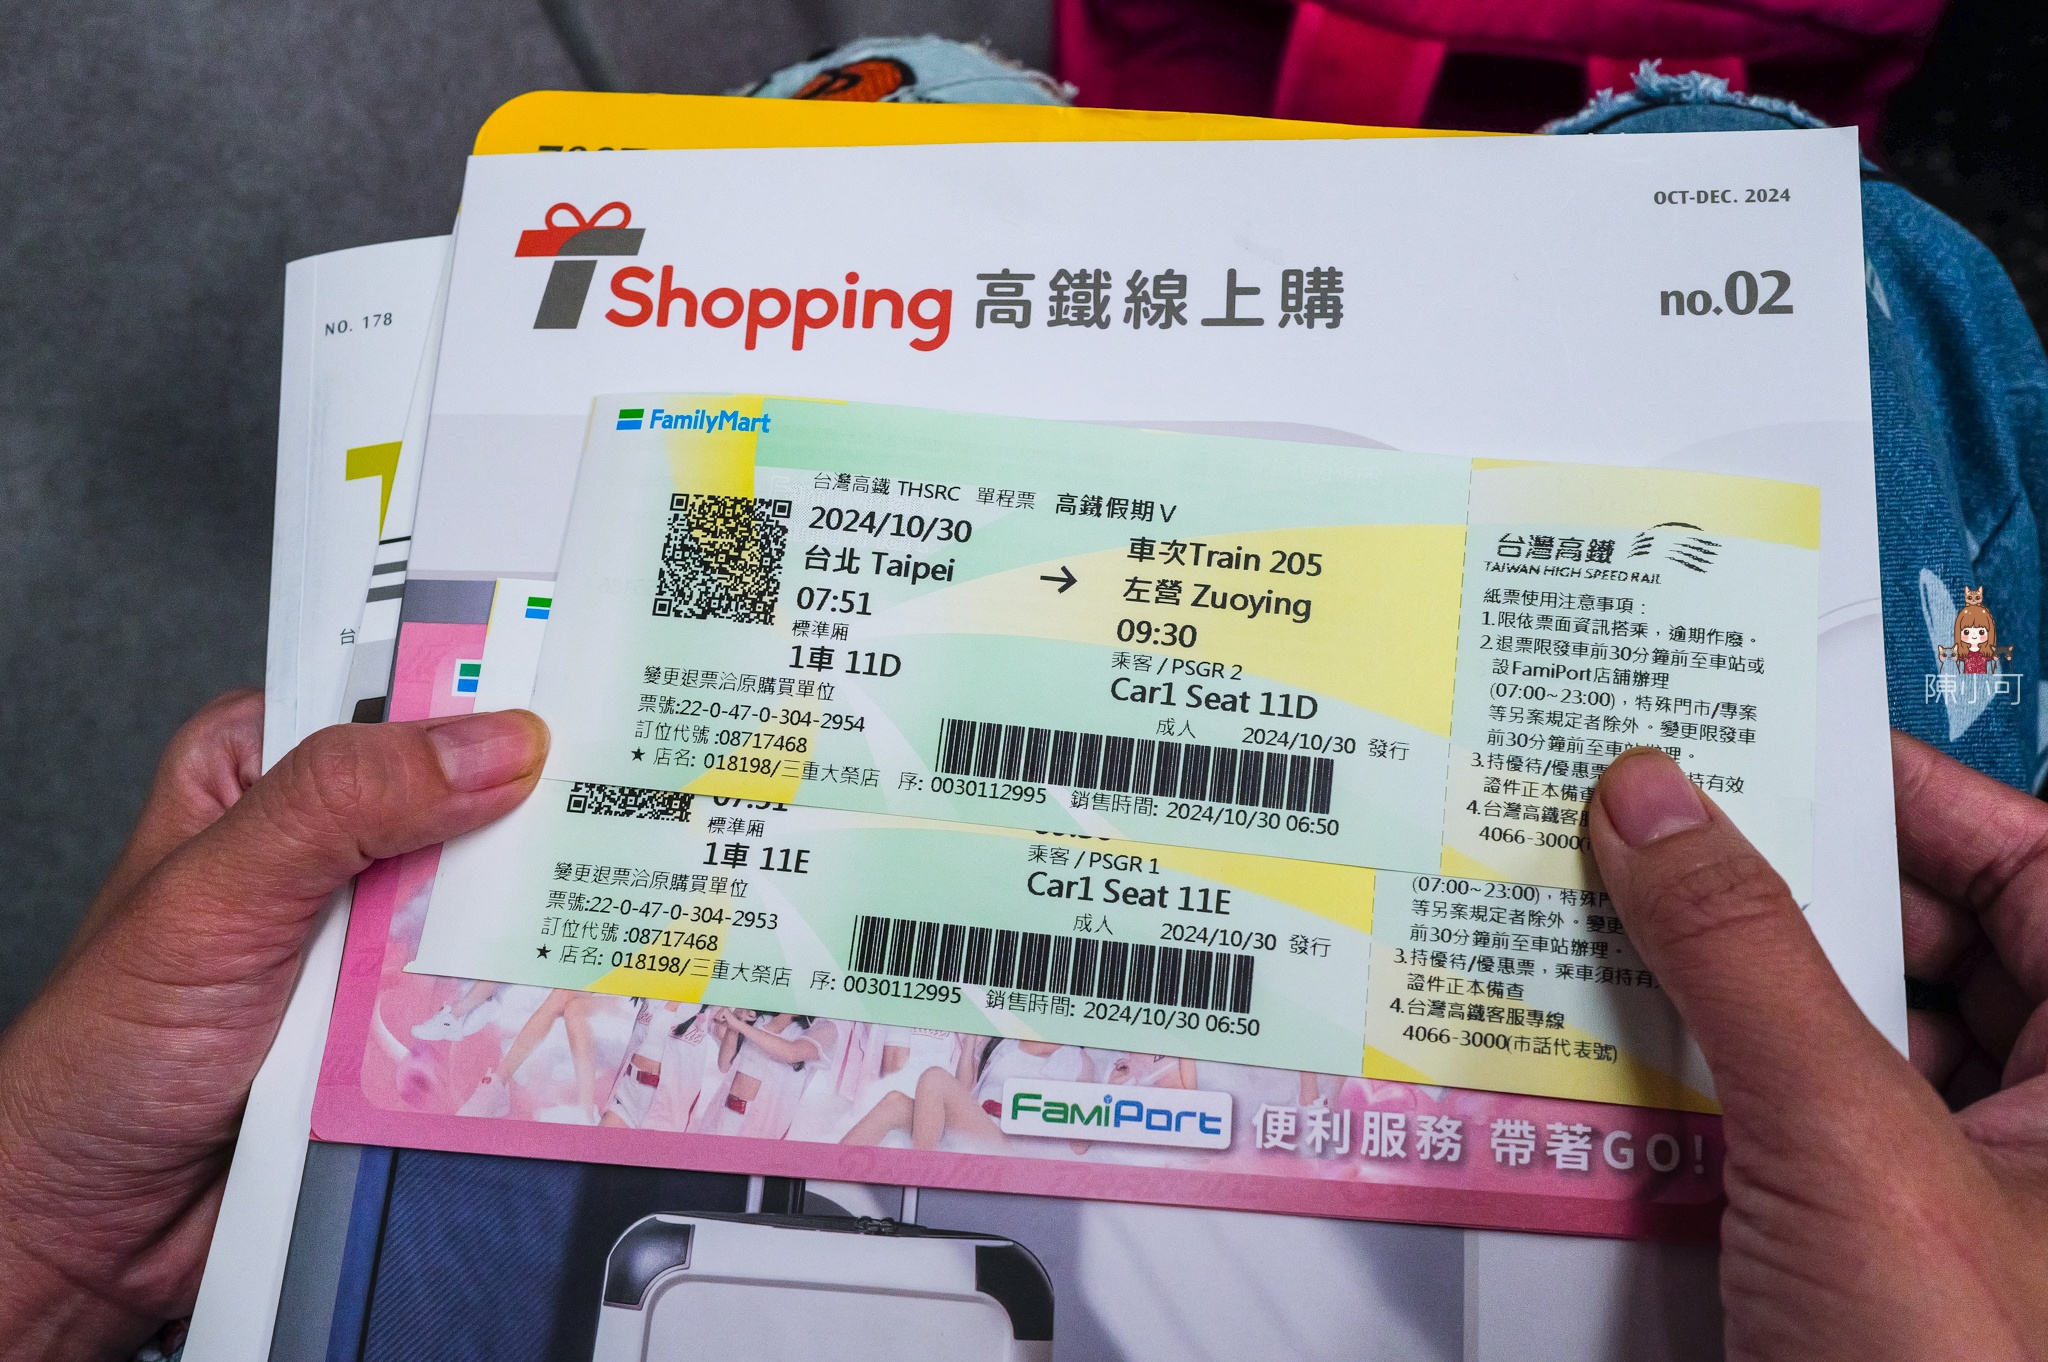 OCT-DEC. 2024
T Shopping 高鐵線上購
no.02
NO. 178
FamilyMart
台灣高鐵 THSRC 單程票 高鐵假期V
2024/10/30
車次Train 205
台北 Taipei → 左營 Zuoying
07:51
09:30
標準廂
乘客 / PSGR 2
1車 11D
Car1 Seat 11D
變更退票洽原購買單位
成人
2024/10/30 發行
票號:22-0-47-0-304-2954
訂位代號 :08717468
★ 店名: 018198/三重大榮店 序: 0030112995 銷售時間: 2024/10/30 06:50
台灣高鐵
TAIWAN HIGH SPEED RAIL
紙票使用注意事項：
1.限依票面資訊搭乘，逾期作廢。
2.退票限發車前30分鐘前至車站或
設FamiPort店舖辦理
(07:00~23:00)，特殊門市/專案
等另案規定者除外。變更限發車
前30分鐘前至車站辦理。
3.持優待/優惠票 持有效
證件正本備查
4.台灣高鐵客服
4066-3000(
07:51
標準廂
乘客 / PSGR 1
1車 11E
Car1 Seat 11E
變更退票洽原購買單位
成人
2024/10/30 發行
票號:22-0-47-0-304-2953
訂位代號 :08717468
★ 店名: 018198/三重大榮店 序: 0030112995 銷售時間: 2024/10/30 06:50
(07:00~23:00)，特殊
等另案規定者除外。變更
前30分鐘前至車站辦理。
3.持優待/優惠票，乘車須持有
證件正本備查
4.台灣高鐵客服專線
4066-3000(市話代表號)
FamiPort 便利服務 帶著GO!
台
陳小可